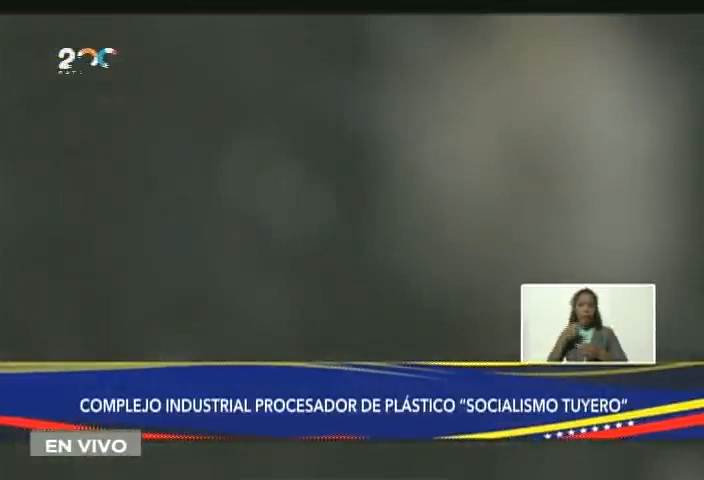 COMPLEJO INDUSTRIAL PROCESADOR DE PLÁSTICO “SOCIALISMO TUYERO”
EN VIVO